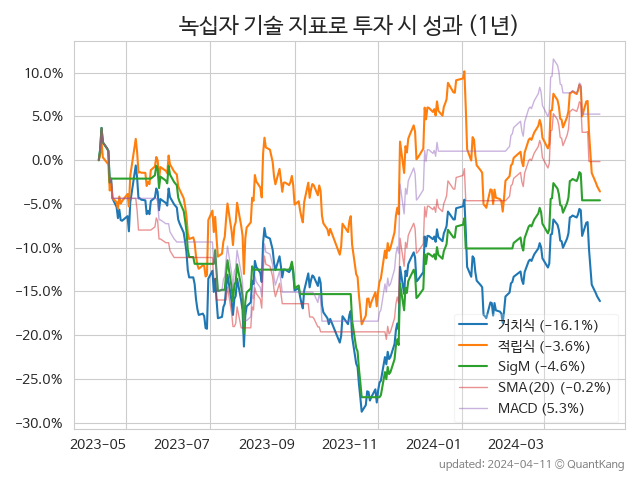 녹십자 기술 지표로 투자 시 성과 (1년)
10.0%
5.0%
0.0%
−5.0%
−10.0%
−15.0%
−20.0%
−25.0%
−30.0%
거치식 (−16.1%)
적립식 (−3.6%)
SigM (−4.6%)
SMA(20) (−0.2%)
MACD (5.3%)
2023-05 2023-07 2023-09 2023-11 2024-01 2024-03
updated: 2024-04-11 © QuantKang